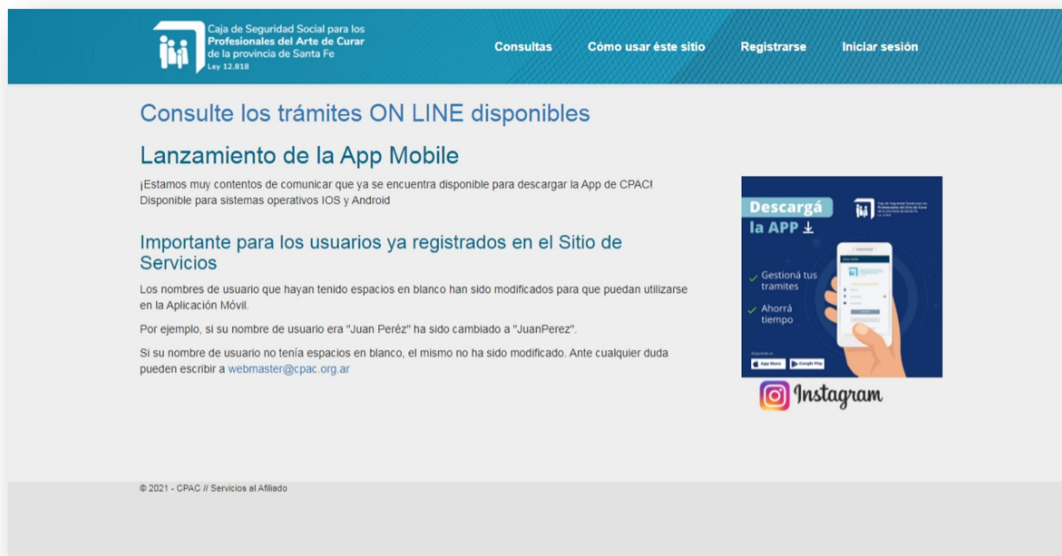 Caja de Seguridad Social para los
Profesionales del Arte de Curar
de la provincia de Santa Fe
Ley 12.818
Consultas Cómo usar éste sitio Registrarse Iniciar sesión
Consulte los trámites ON LINE disponibles
Lanzamiento de la App Mobile
¡Estamos muy contentos de comunicar que ya se encuentra disponible para descargar la App de CPAC!
Disponible para sistemas operativos IOS y Android
Importante para los usuarios ya registrados en el Sitio de
Servicios
Los nombres de usuario que hayan tenido espacios en blanco han sido modificados para que puedan utilizarse
en la Aplicación Móvil.
Por ejemplo, si su nombre de usuario era "Juan Peréz" ha sido cambiado a "JuanPerez".
Si su nombre de usuario no tenía espacios en blanco, el mismo no ha sido modificado. Ante cualquier duda
pueden escribir a webmaster@cpac.org.ar
Descargá
la APP
Gestioná tus
tramites
Ahorrá
tiempo
App Store Google Play
Instagram
© 2021 - CPAC // Servicios al Afiliado